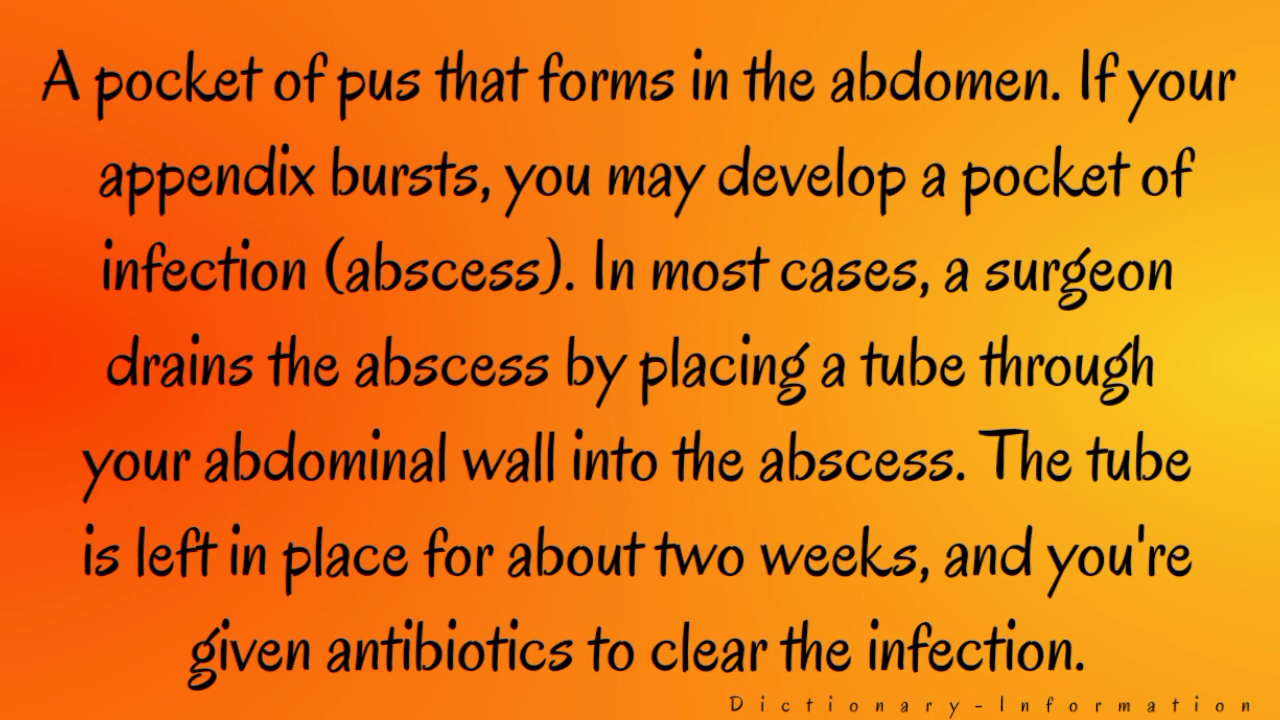 A pocket of pus that forms in the abdomen. If your
appendix bursts, you may develop a pocket of
infection (abscess). In most cases, a surgeon
drains the abscess by placing a tube through
your abdominal wall into the abscess. The tube
is left in place for about two weeks, and you're
given antibiotics to clear the infection.
Dictionary-Information